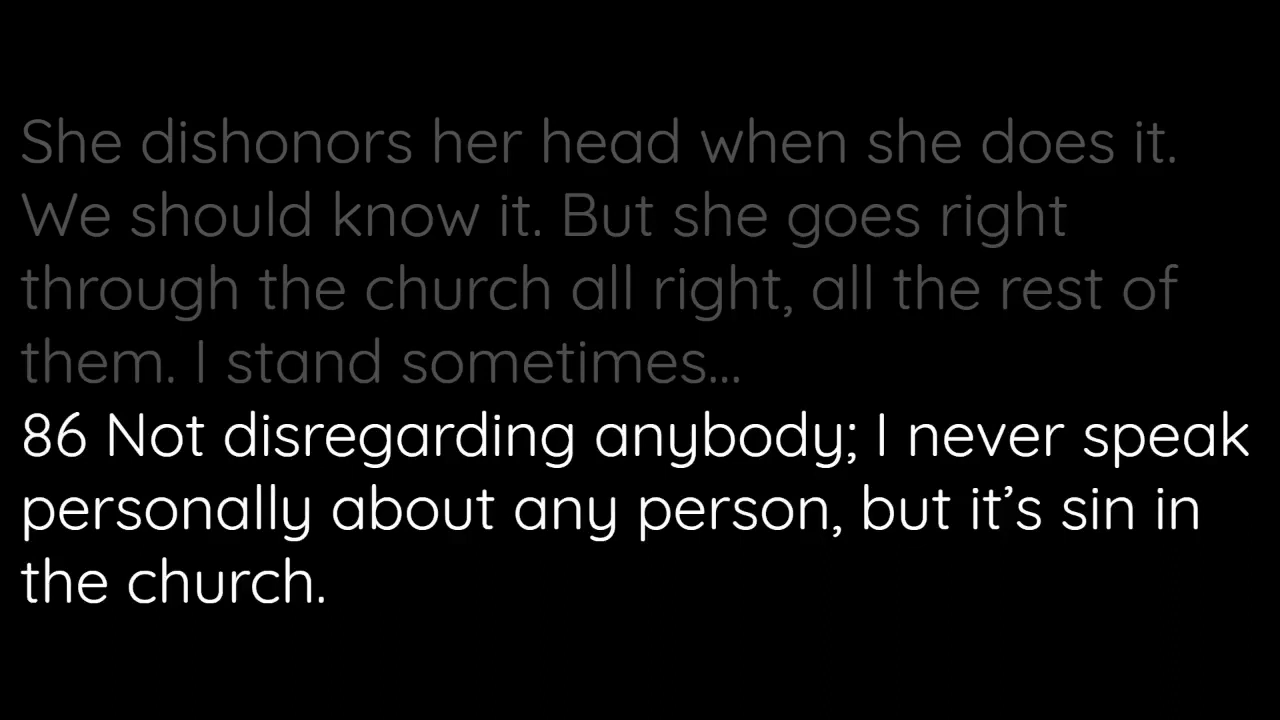 She dishonors her head when she does it.
We should know it. But she goes right
through the church all right, all the rest of
them. I stand sometimes...
86 Not disregarding anybody; I never speak
personally about any person, but it’s sin in
the church.